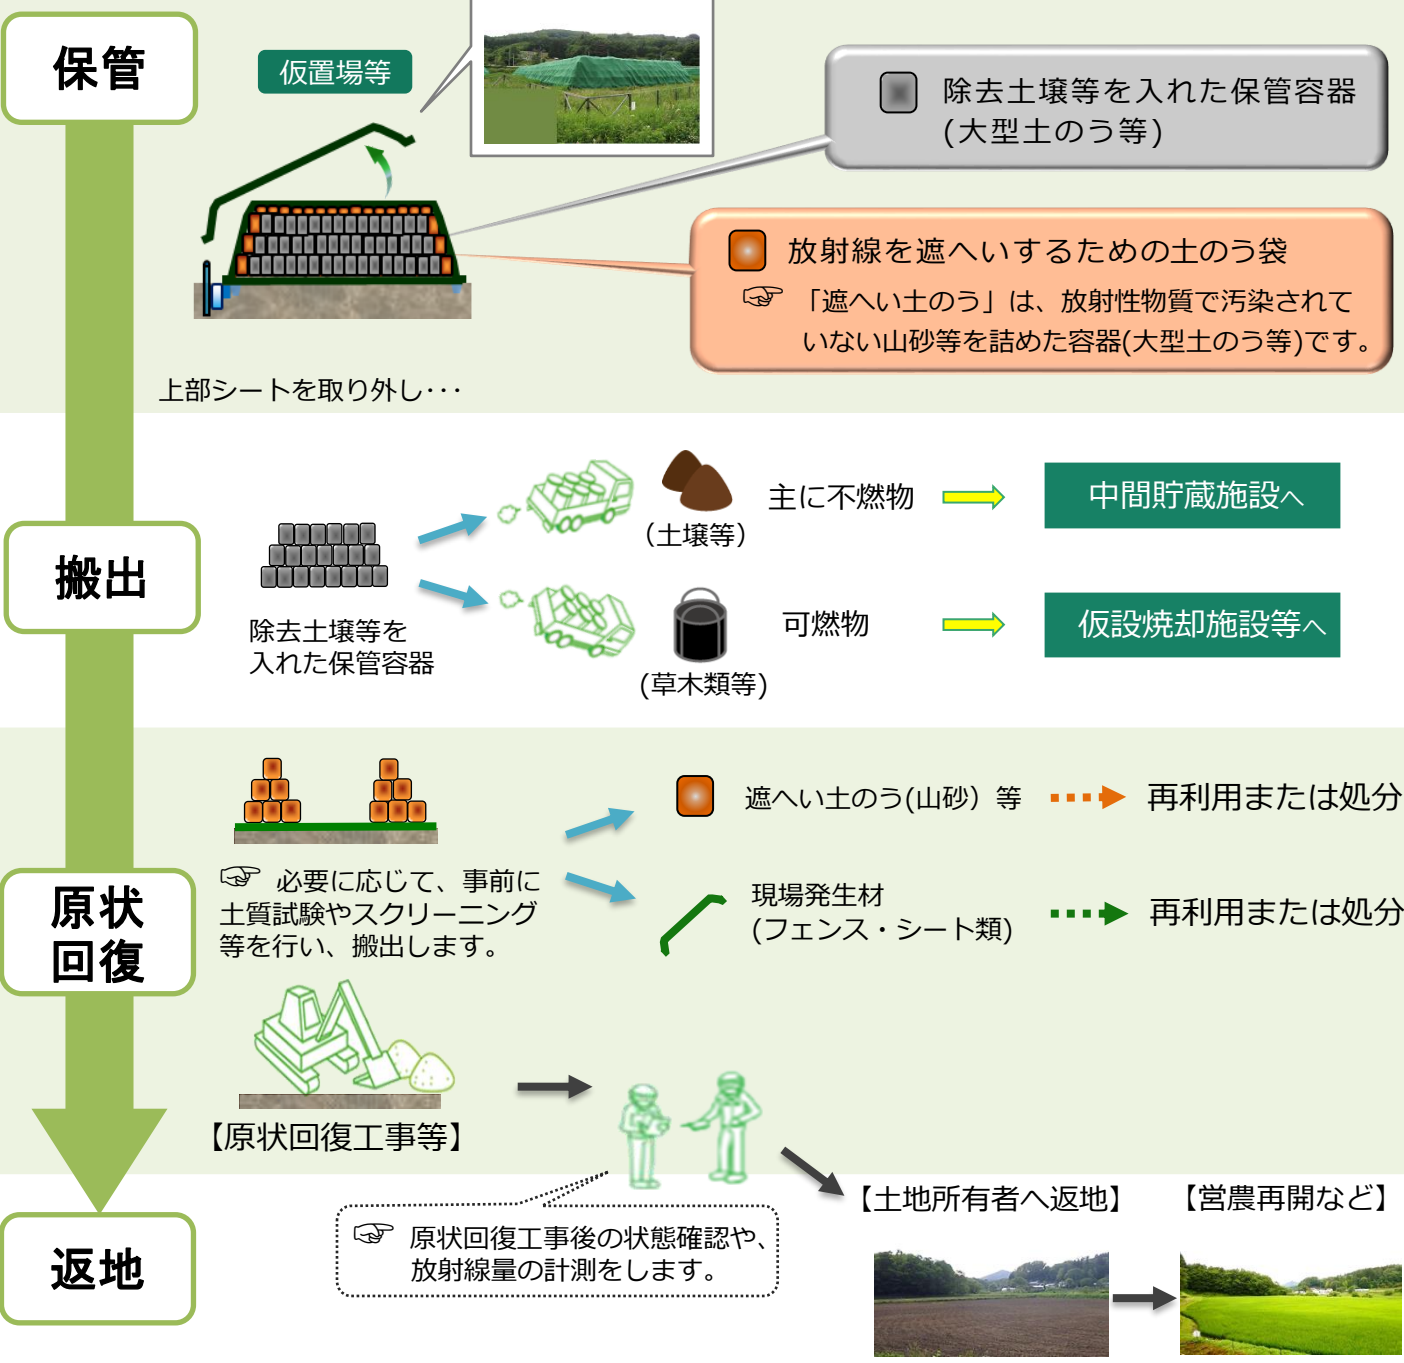 保管
仮置場等
除去土壌等を入れた保管容器
(大型土のう等)
放射線を遮へいするための土のう袋
☞ 「遮へい土のう」は、放射性物質で汚染されて
いない山砂等を詰めた容器(大型土のう等)です。
上部シートを取り外し･･･
搬出
除去土壌等を
入れた保管容器
(土壌等)
主に不燃物
中間貯蔵施設へ
(草木類等)
可燃物
仮設焼却施設等へ
原状
回復
☞ 必要に応じて、事前に
土質試験やスクリーニング
等を行い、搬出します。
遮へい土のう(山砂）等
再利用または処分
現場発生材
(フェンス・シート類)
再利用または処分
【原状回復工事等】
☞ 原状回復工事後の状態確認や、
放射線量の計測をします。
返地
【土地所有者へ返地】
【営農再開など】